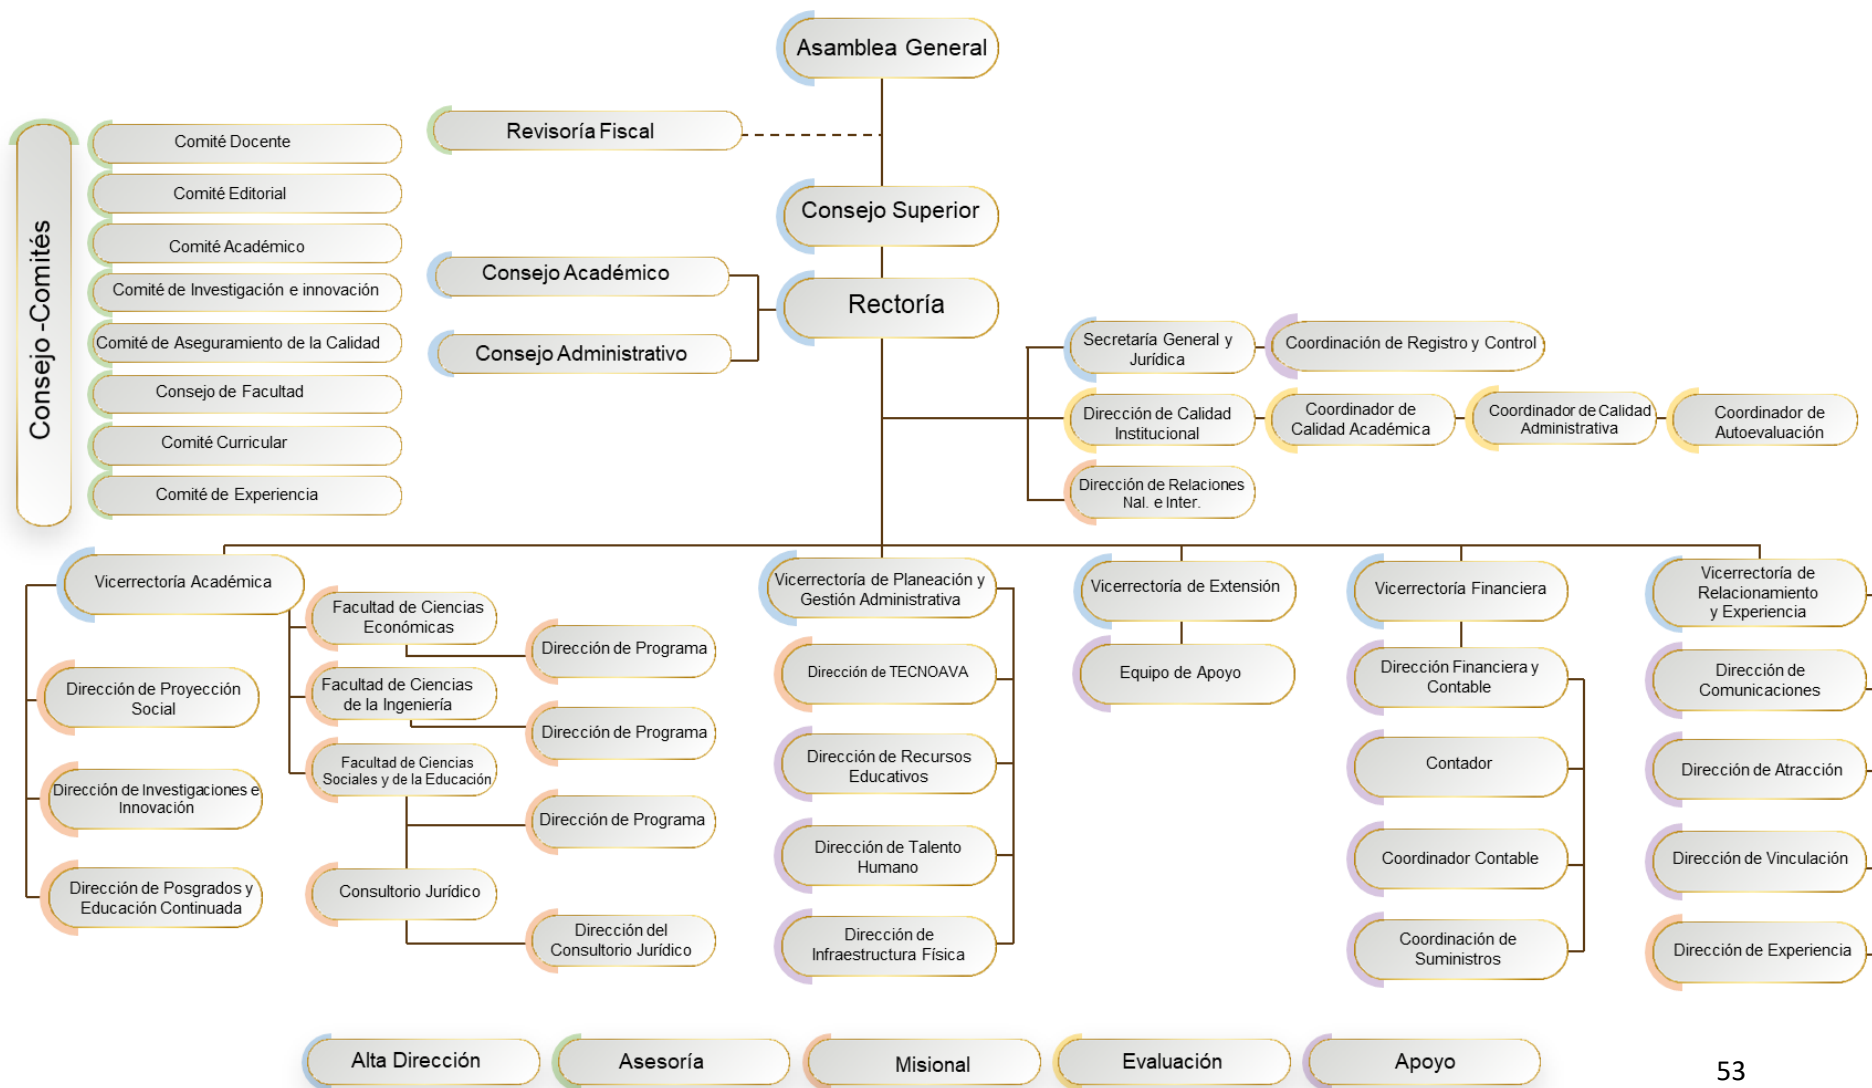 Asamblea General
Revisoría Fiscal
Consejo Superior
Consejo Académico
Rectoría
Consejo Administrativo
Consejo -Comités
Comité Docente
Comité Editorial
Comité Académico
Comité de Investigación e innovación
Comité de Aseguramiento de la Calidad
Consejo de Facultad
Comité Curricular
Comité de Experiencia
Secretaría General y
Jurídica
Coordinación de Registro y Control
Dirección de Calidad
Institucional
Coordinador de
Calidad Académica
Coordinador de Calidad
Administrativa
Coordinador de
Autoevaluación
Dirección de Relaciones
Nal. e Inter.
Vicerrectoría Académica
Dirección de Proyección
Social
Dirección de Investigaciones e
Innovación
Dirección de Posgrados y
Educación Continuada
Facultad de Ciencias
Económicas
Dirección de Programa
Facultad de Ciencias
de la Ingeniería
Dirección de Programa
Facultad de Ciencias
Sociales y de la Educación
Dirección de Programa
Consultorio Jurídico
Dirección del
Consultorio Jurídico
Vicerrectoría de Planeación y
Gestión Administrativa
Dirección de TECNOAVA
Dirección de Recursos
Educativos
Dirección de Talento
Humano
Dirección de
Infraestructura Física
Vicerrectoría de Extensión
Equipo de Apoyo
Vicerrectoría Financiera
Dirección Financiera y
Contable
Contador
Coordinador Contable
Coordinación de
Suministros
Vicerrectoría de
Relacionamiento
y Experiencia
Dirección de
Comunicaciones
Dirección de Atracción
Dirección de Vinculación
Dirección de Experiencia
Alta Dirección
Asesoría
Misional
Evaluación
Apoyo
53